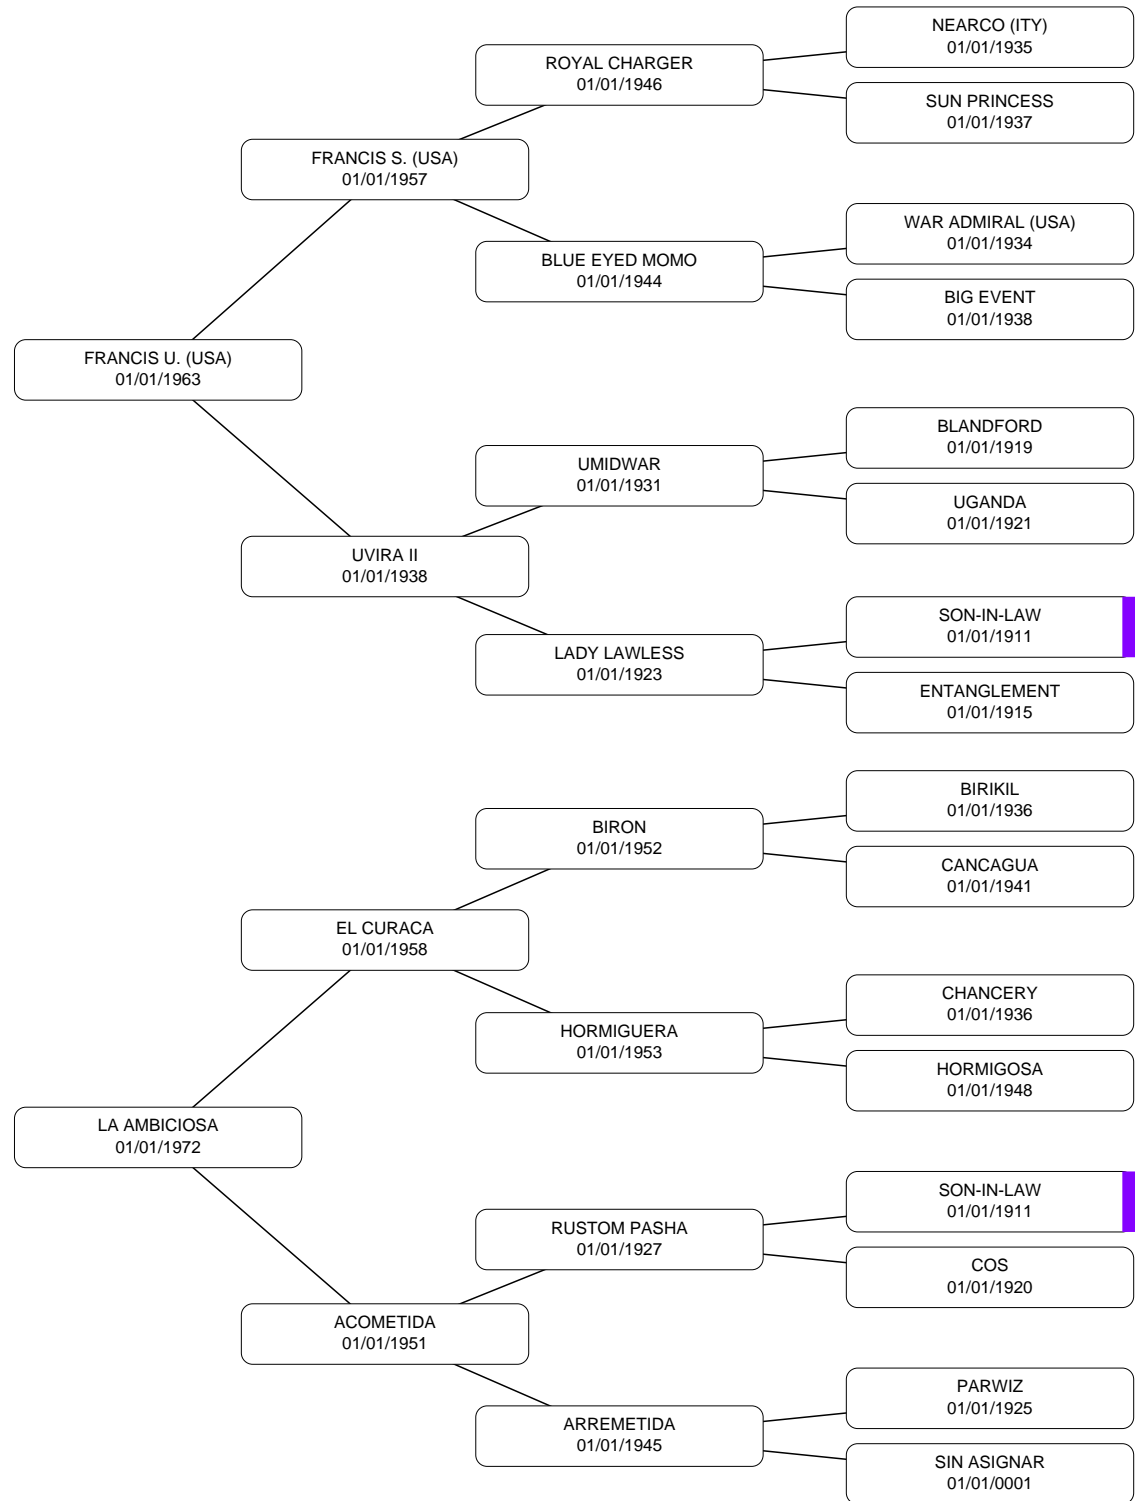 NEARCO (ITY)
01/01/1935
ROYAL CHARGER
01/01/1946
SUN PRINCESS
01/01/1937
FRANCIS S. (USA)
01/01/1957
WAR ADMIRAL (USA)
01/01/1934
BLUE EYED MOMO
01/01/1944
BIG EVENT
01/01/1938
FRANCIS U. (USA)
01/01/1963
BLANDFORD
01/01/1919
UMIDWAR
01/01/1931
UGANDA
01/01/1921
UVIRA II
01/01/1938
SON-IN-LAW
01/01/1911
LADY LAWLESS
01/01/1923
ENTANGLEMENT
01/01/1915
BIRIKIL
01/01/1936
BIRON
01/01/1952
CANCAGUA
01/01/1941
EL CURACA
01/01/1958
CHANCERY
01/01/1936
HORMIGUERA
01/01/1953
HORMIGOSA
01/01/1948
LA AMBICIOSA
01/01/1972
SON-IN-LAW
01/01/1911
RUSTOM PASHA
01/01/1927
COS
01/01/1920
ACOMETIDA
01/01/1951
PARWIZ
01/01/1925
ARREMETIDA
01/01/1945
SIN ASIGNAR
01/01/0001